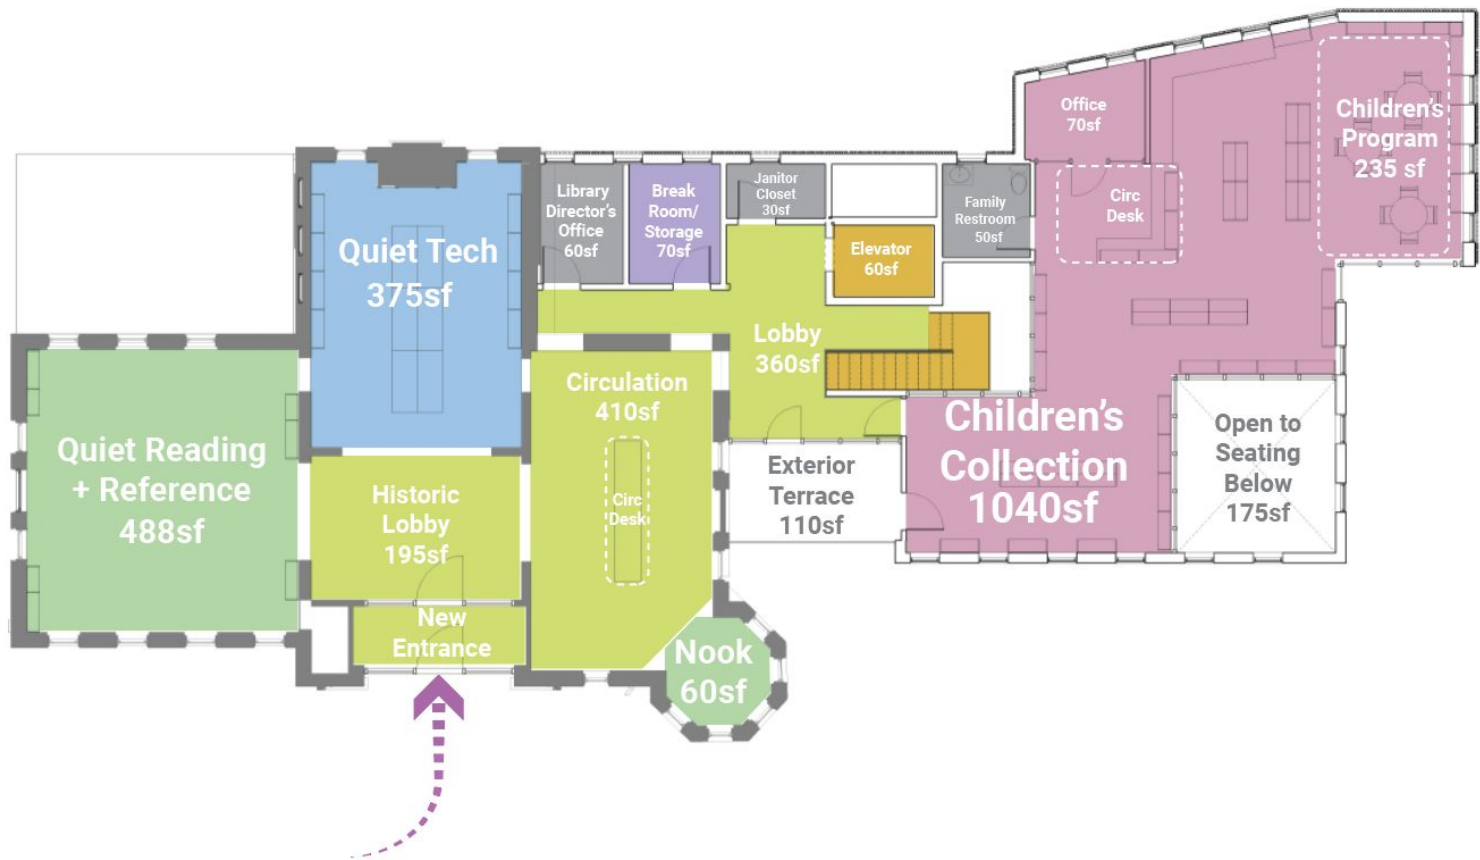 Quiet Reading
+ Reference
488sf
Quiet Tech
375sf
Historic
Lobby
195sf
New
Entrance
Library
Director's
Office
60sf
Break
Room/
Storage
70sf
Circulation
410sf
Circ
Desk
Nook
60sf
Janitor
Closet
30sf
Elevator
60sf
Lobby
360sf
Exterior
Terrace
110sf
Family
Restroom
50sf
Office
70sf
Circ
Desk
Children's
Program
235 sf
Children's
Collection
1040sf
Open to
Seating
Below
175sf